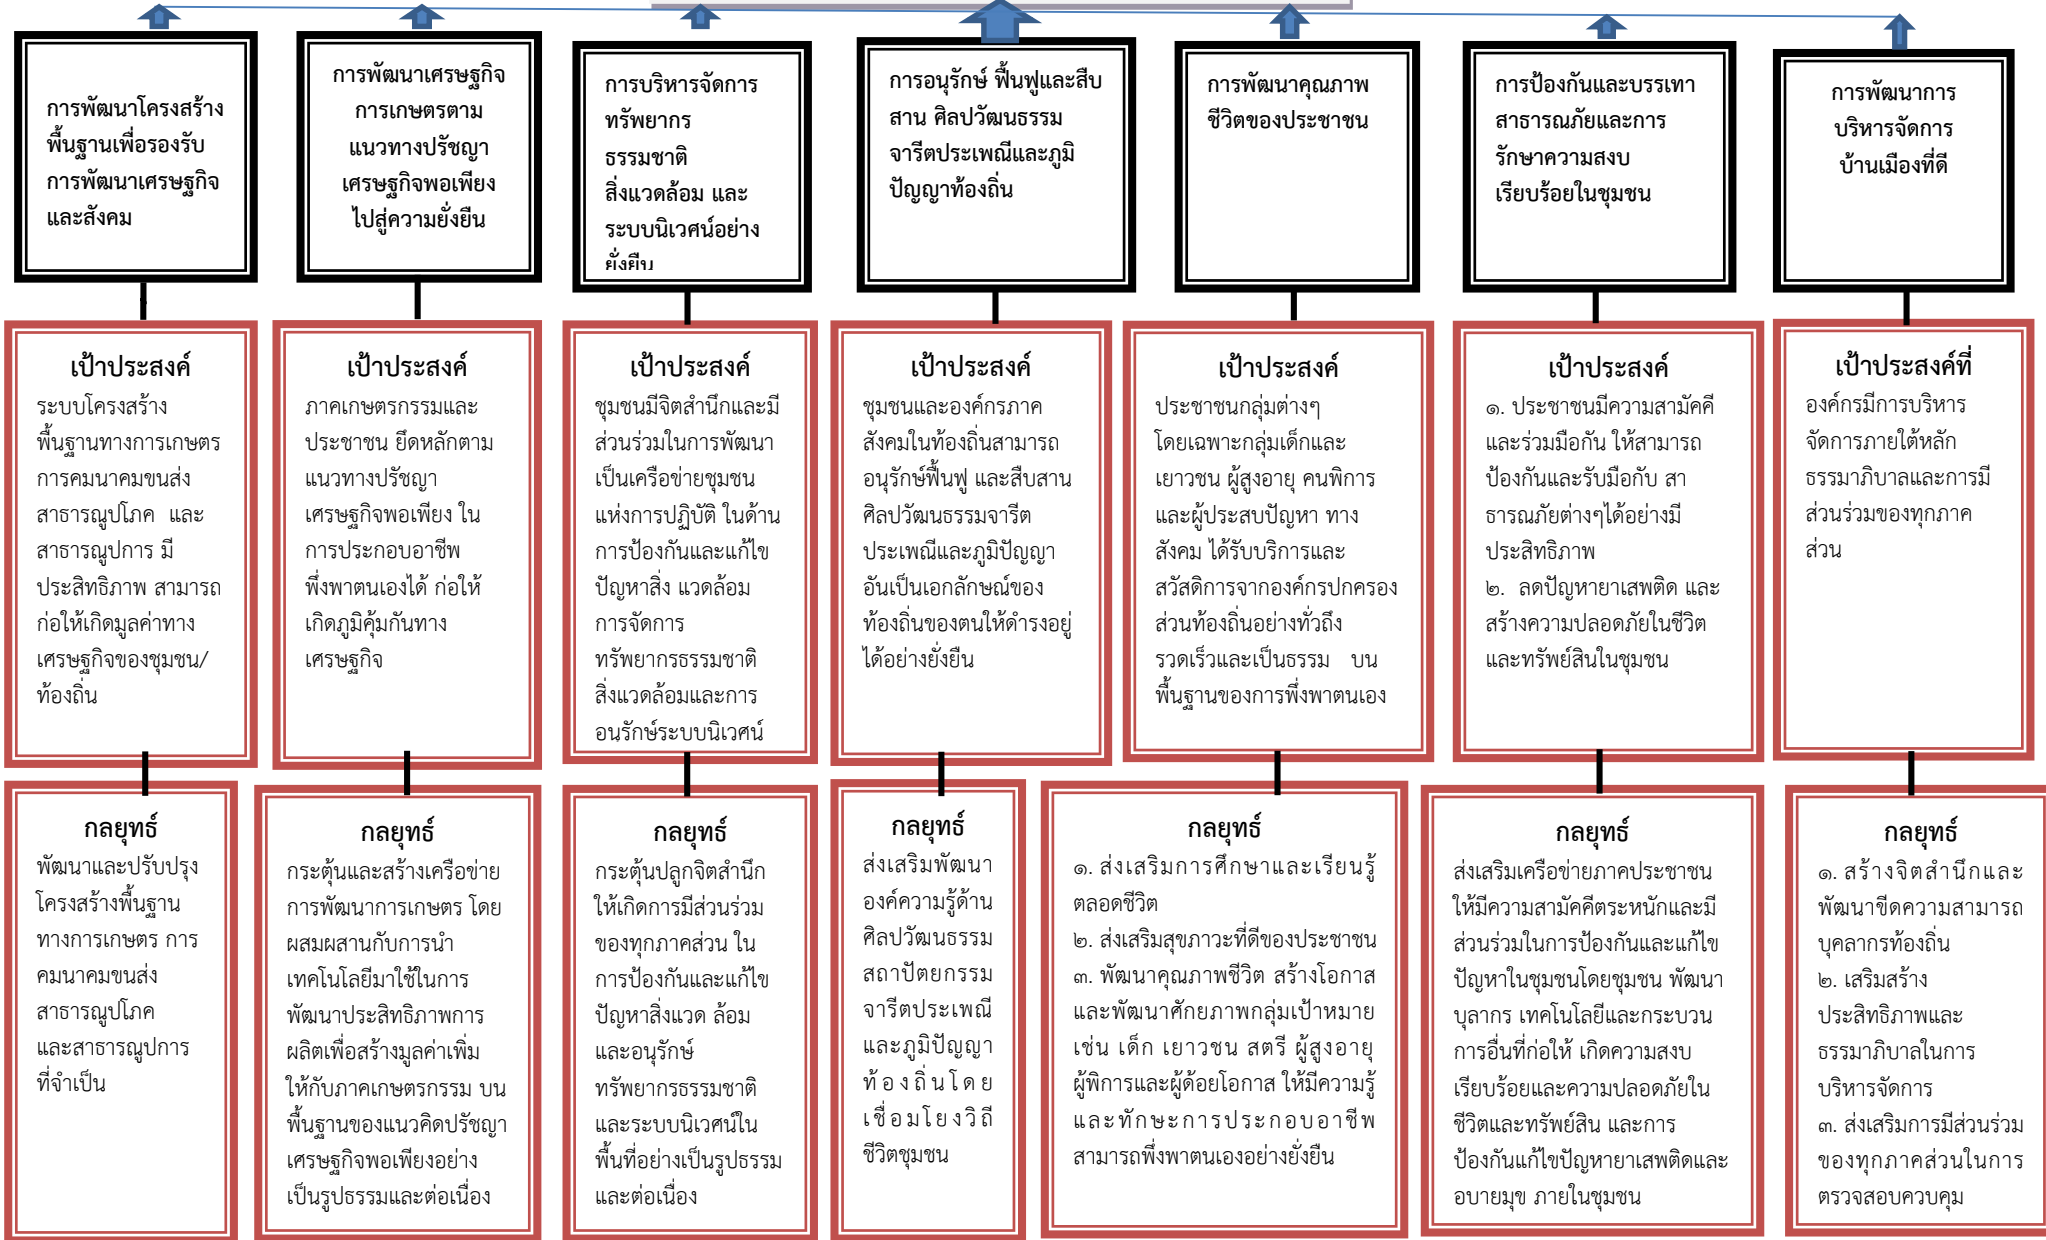 การพัฒนาโครงสร้าง
พื้นฐานเพื่อรองรับ
การพัฒนาเศรษฐกิจ
และสังคม
การพัฒนาเศรษฐกิจ
การเกษตรตาม
แนวทางปรัชญา
เศรษฐกิจพอเพียง
ไปสู่ความยั่งยืน
การบริหารจัดการ
ทรัพยากร
ธรรมชาติ
สิ่งแวดล้อม และ
ระบบนิเวศน์อย่าง
ยั่งยืน
การอนุรักษ์ ฟื้นฟูและสืบ
สาน ศิลปวัฒนธรรม
จารีตประเพณีและภูมิ
ปัญญาท้องถิ่น
การพัฒนาคุณภาพ
ชีวิตของประชาชน
การป้องกันและบรรเทา
สาธารณภัยและการ
รักษาความสงบ
เรียบร้อยในชุมชน
การพัฒนาการ
บริหารจัดการ
บ้านเมืองที่ดี
เป้าประสงค์
ระบบโครงสร้าง
พื้นฐานทางการเกษตร
การคมนาคมขนส่ง
สาธารณูปโภค และ
สาธารณูปการ มี
ประสิทธิภาพ สามารถ
ก่อให้เกิดมูลค่าทาง
เศรษฐกิจของชุมชน/
ท้องถิ่น
เป้าประสงค์
ภาคเกษตรกรรมและ
ประชาชน ยึดหลักตาม
แนวทางปรัชญา
เศรษฐกิจพอเพียง ใน
การประกอบอาชีพ
พึ่งพาตนเองได้ ก่อให้
เกิดภูมิคุ้มกันทาง
เศรษฐกิจ
เป้าประสงค์
ชุมชนมีจิตสำนึกและมี
ส่วนร่วมในการพัฒนา
เป็นเครือข่ายชุมชน
แห่งการปฏิบัติ ในด้าน
การป้องกันและแก้ไข
ปัญหาสิ่ง แวดล้อม
การจัดการ
ทรัพยากรธรรมชาติ
สิ่งแวดล้อมและการ
อนุรักษ์ระบบนิเวศน์
เป้าประสงค์
ชุมชนและองค์กรภาค
สังคมในท้องถิ่นสามารถ
อนุรักษ์ฟื้นฟู และสืบสาน
ศิลปวัฒนธรรมจารีต
ประเพณีและภูมิปัญญา
อันเป็นเอกลักษณ์ของ
ท้องถิ่นของตนให้ดำรงอยู่
ได้อย่างยั่งยืน
เป้าประสงค์
ประชาชนกลุ่มต่างๆ
โดยเฉพาะกลุ่มเด็กและ
เยาวชน ผู้สูงอายุ คนพิการ
และผู้ประสบปัญหา ทาง
สังคม ได้รับบริการและ
สวัสดิการจากองค์กรปกครอง
ส่วนท้องถิ่นอย่างทั่วถึง
รวดเร็วและเป็นธรรม บน
พื้นฐานของการพึ่งพาตนเอง
เป้าประสงค์
๑. ประชาชนมีความสามัคคี
และร่วมมือกัน ให้สามารถ
ป้องกันและรับมือกับ สา
ธารณภัยต่างๆได้อย่างมี
ประสิทธิภาพ
๒. ลดปัญหายาเสพติด และ
สร้างความปลอดภัยในชีวิต
และทรัพย์สินในชุมชน
เป้าประสงค์ที่
องค์กรมีการบริหาร
จัดการภายใต้หลัก
ธรรมาภิบาลและการมี
ส่วนร่วมของทุกภาค
ส่วน
กลยุทธ์
พัฒนาและปรับปรุง
โครงสร้างพื้นฐาน
ทางการเกษตร การ
คมนาคมขนส่ง
สาธารณูปโภค
และสาธารณูปการ
ที่จำเป็น
กลยุทธ์
กระตุ้นและสร้างเครือข่าย
การพัฒนาการเกษตร โดย
ผสมผสานกับการนำ
เทคโนโลยีมาใช้ในการ
พัฒนาประสิทธิภาพการ
ผลิตเพื่อสร้างมูลค่าเพิ่ม
ให้กับภาคเกษตรกรรม บน
พื้นฐานของแนวคิดปรัชญา
เศรษฐกิจพอเพียงอย่าง
เป็นรูปธรรมและต่อเนื่อง
กลยุทธ์
กระตุ้นปลูกจิตสำนึก
ให้เกิดการมีส่วนร่วม
ของทุกภาคส่วน ใน
การป้องกันและแก้ไข
ปัญหาสิ่งแวด ล้อม
และอนุรักษ์
ทรัพยากรธรรมชาติ
และระบบนิเวศน์ใน
พื้นที่อย่างเป็นรูปธรรม
และต่อเนื่อง
กลยุทธ์
ส่งเสริมพัฒนา
องค์ความรู้ด้าน
ศิลปวัฒนธรรม
สถาปัตยกรรม
จารีตประเพณี
และภูมิปัญญา
ท้องถิ่นโดย
เชื่อมโยงวิถี
ชีวิตชุมชน
กลยุทธ์
๑. ส่งเสริมการศึกษาและเรียนรู้
ตลอดชีวิต
๒. ส่งเสริมสุขภาวะที่ดีของประชาชน
๓. พัฒนาคุณภาพชีวิต สร้างโอกาส
และพัฒนาศักยภาพกลุ่มเป้าหมาย
เช่น เด็ก เยาวชน สตรี ผู้สูงอายุ
ผู้พิการและผู้ด้อยโอกาส ให้มีความรู้
และทักษะการประกอบอาชีพ
สามารถพึ่งพาตนเองอย่างยั่งยืน
กลยุทธ์
ส่งเสริมเครือข่ายภาคประชาชน
ให้มีความสามัคคีตระหนักและมี
ส่วนร่วมในการป้องกันและแก้ไข
ปัญหาในชุมชนโดยชุมชน พัฒนา
บุลากร เทคโนโลยีและกระบวน
การอื่นที่ก่อให้ เกิดความสงบ
เรียบร้อยและความปลอดภัยใน
ชีวิตและทรัพย์สิน และการ
ป้องกันแก้ไขปัญหายาเสพติดและ
อบายมุข ภายในชุมชน
กลยุทธ์
๑. สร้างจิตสำนึกและ
พัฒนาขีดความสามารถ
บุคลากรท้องถิ่น
๒. เสริมสร้าง
ประสิทธิภาพและ
ธรรมาภิบาลในการ
บริหารจัดการ
๓. ส่งเสริมการมีส่วนร่วม
ของทุกภาคส่วนในการ
ตรวจสอบควบคุม